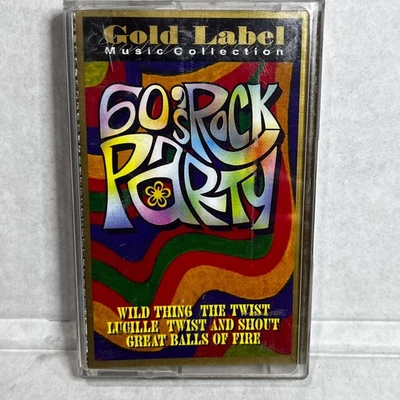 Gold Label
Music Collection
60's ROCK
PARTY
WILD THING THE TWIST
LUCILLE TWIST AND SHOUT
GREAT BALLS OF FIRE